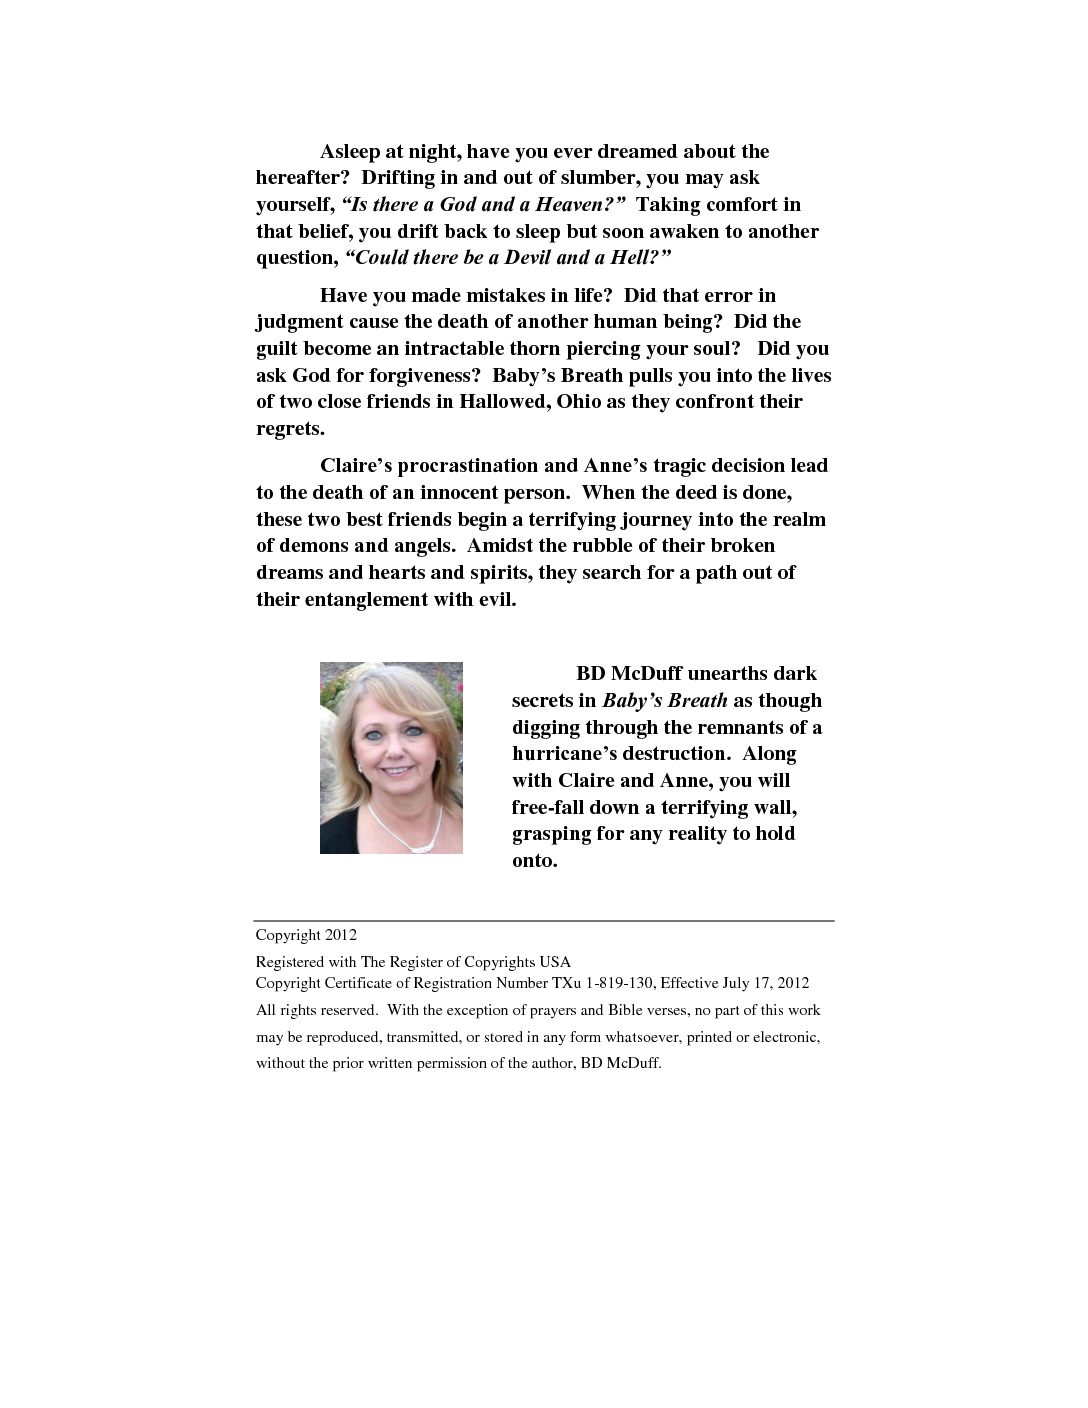 Asleep at night, have you ever dreamed about the
hereafter?  Drifting in and out of slumber, you may ask
yourself, “Is there a God and a Heaven?”  Taking comfort in
that belief, you drift back to sleep but soon awaken to another
question, “Could there be a Devil and a Hell?”
Have you made mistakes in life?  Did that error in
judgment cause the death of another human being?  Did the
guilt become an intractable thorn piercing your soul?   Did you
ask God for forgiveness?  Baby’s Breath pulls you into the lives
of two close friends in Hallowed, Ohio as they confront their
regrets.
Claire’s procrastination and Anne’s tragic decision lead
to the death of an innocent person.  When the deed is done,
these two best friends begin a terrifying journey into the realm
of demons and angels.  Amidst the rubble of their broken
dreams and hearts and spirits, they search for a path out of
their entanglement with evil.
BD McDuff unearths dark
secrets in Baby’s Breath as though
digging through the remnants of a
hurricane’s destruction.  Along
with Claire and Anne, you will
free-fall down a terrifying wall,
grasping for any reality to hold
onto.
Copyright 2012
Registered with The Register of Copyrights USA
Copyright Certificate of Registration Number TXu 1-819-130, Effective July 17, 2012
All rights reserved.  With the exception of prayers and Bible verses, no part of this work
may be reproduced, transmitted, or stored in any form whatsoever, printed or electronic,
without the prior written permission of the author, BD McDuff.